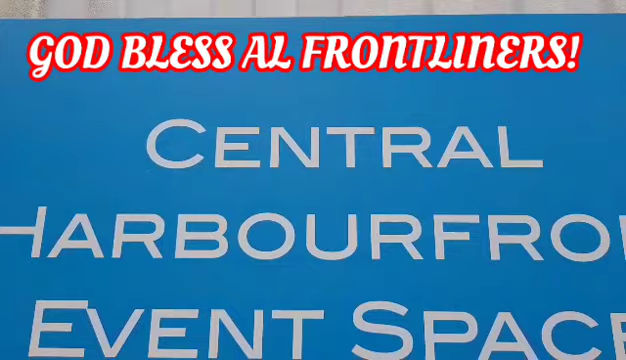 GOD BLESS AL FRONTLINERS!
CENTRAL
HARBOURFRO
EVENT SPAC